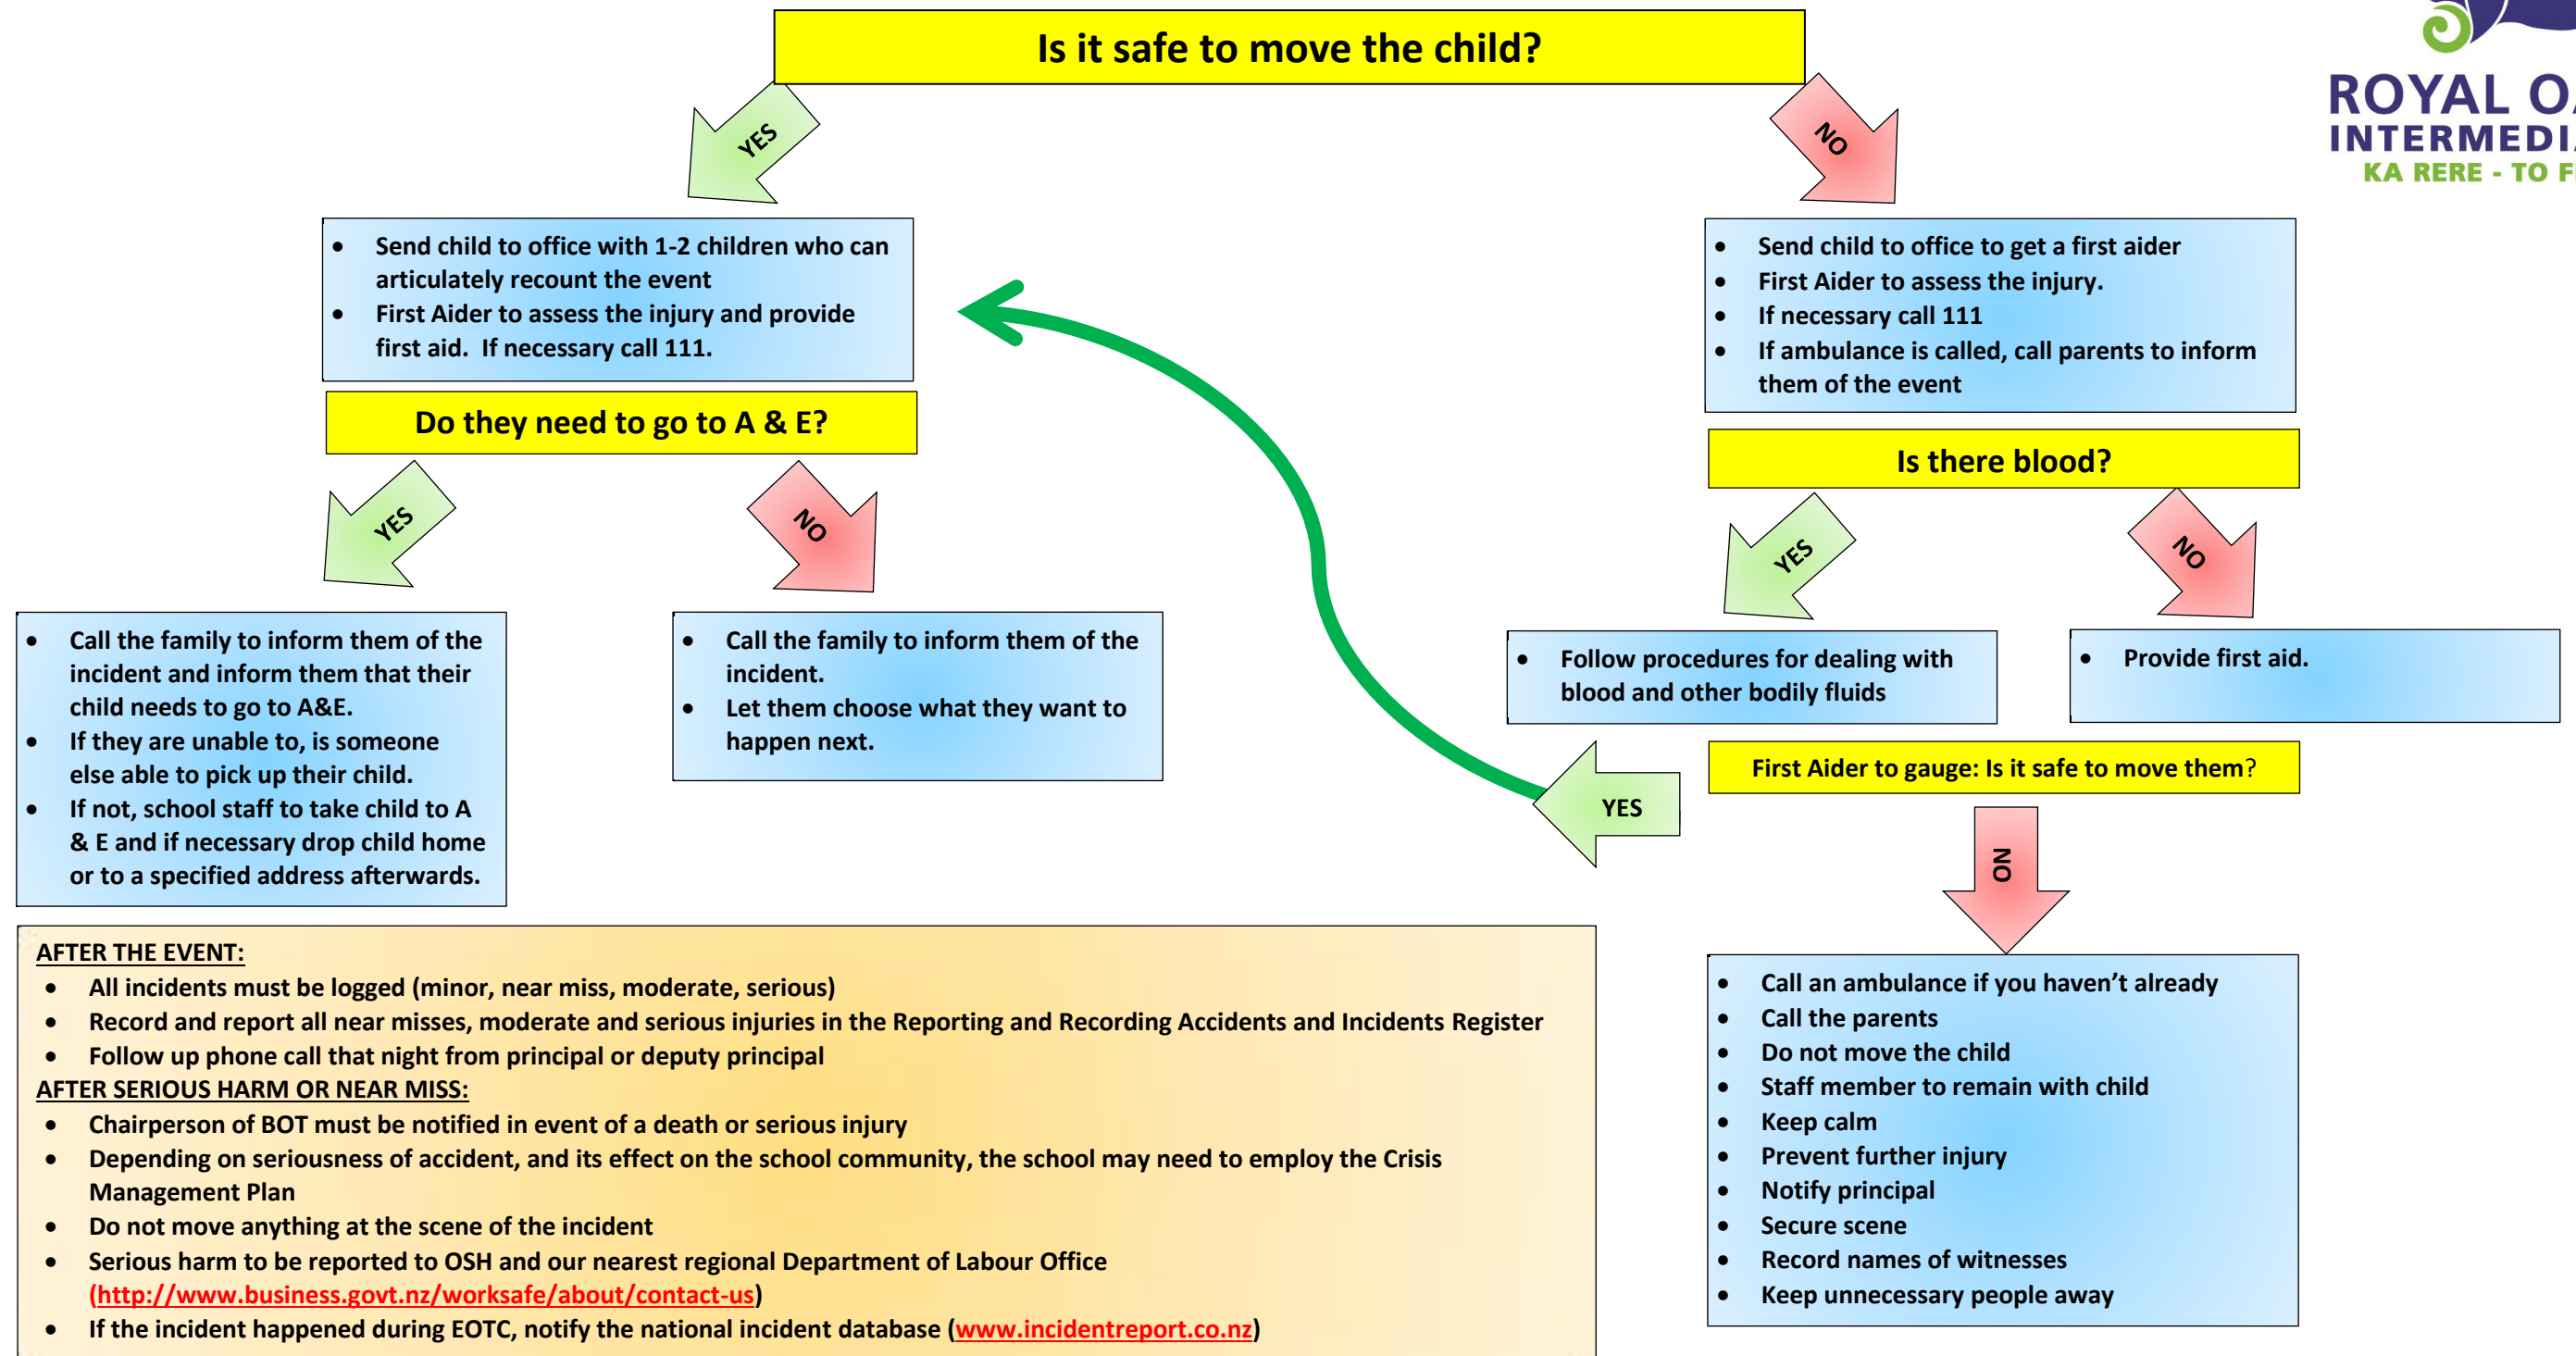 Is it safe to move the child?
ROYAL
INTERMEDI
KA RERE - TO
YES
NO
• Send child to office with 1-2 children who can
articulately recount the event
• First Aider to assess the injury and provide
first aid. If necessary call 111.
• Send child to office to get a first aider
• First Aider to assess the injury.
• If necessary call 111
• If ambulance is called, call parents to inform
them of the event
Do they need to go to A & E?
Is there blood?
YES
NO
YES
NO
• Call the family to inform them of the
incident and inform them that their
child needs to go to A&E.
• If they are unable to, is someone
else able to pick up their child.
• If not, school staff to take child to A
& E and if necessary drop child home
or to a specified address afterwards.
• Call the family to inform them of the
incident.
• Let them choose what they want to
happen next.
• Follow procedures for dealing with
blood and other bodily fluids
• Provide first aid.
First Aider to gauge: Is it safe to move them?
YES
NO
AFTER THE EVENT:
• All incidents must be logged (minor, near miss, moderate, serious)
• Record and report all near misses, moderate and serious injuries in the Reporting and Recording Accidents and Incidents Register
• Follow up phone call that night from principal or deputy principal
AFTER SERIOUS HARM OR NEAR MISS:
• Chairperson of BOT must be notified in event of a death or serious injury
• Depending on seriousness of accident, and its effect on the school community, the school may need to employ the Crisis
Management Plan
• Do not move anything at the scene of the incident
• Serious harm to be reported to OSH and our nearest regional Department of Labour Office
(http://www.business.govt.nz/worksafe/about/contact-us)
• If the incident happened during EOTC, notify the national incident database (www.incidentreport.co.nz)
• Call an ambulance if you haven’t already
• Call the parents
• Do not move the child
• Staff member to remain with child
• Keep calm
• Prevent further injury
• Notify principal
• Secure scene
• Record names of witnesses
• Keep unnecessary people away